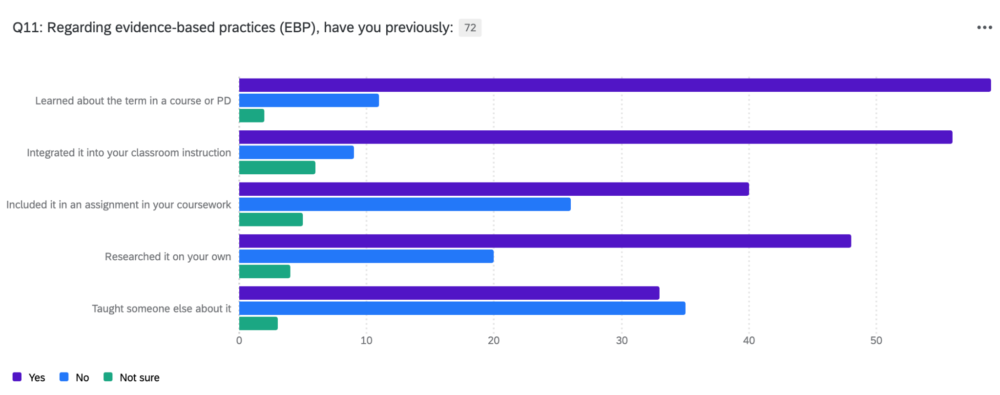 Q11: Regarding evidence-based practices (EBP), have you previously: 72
Learned about the term in a course or PD
Integrated it into your classroom instruction
Included it in an assignment in your coursework
Researched it on your own
Taught someone else about it
0 10 20 30 40 50
Yes No Not sure